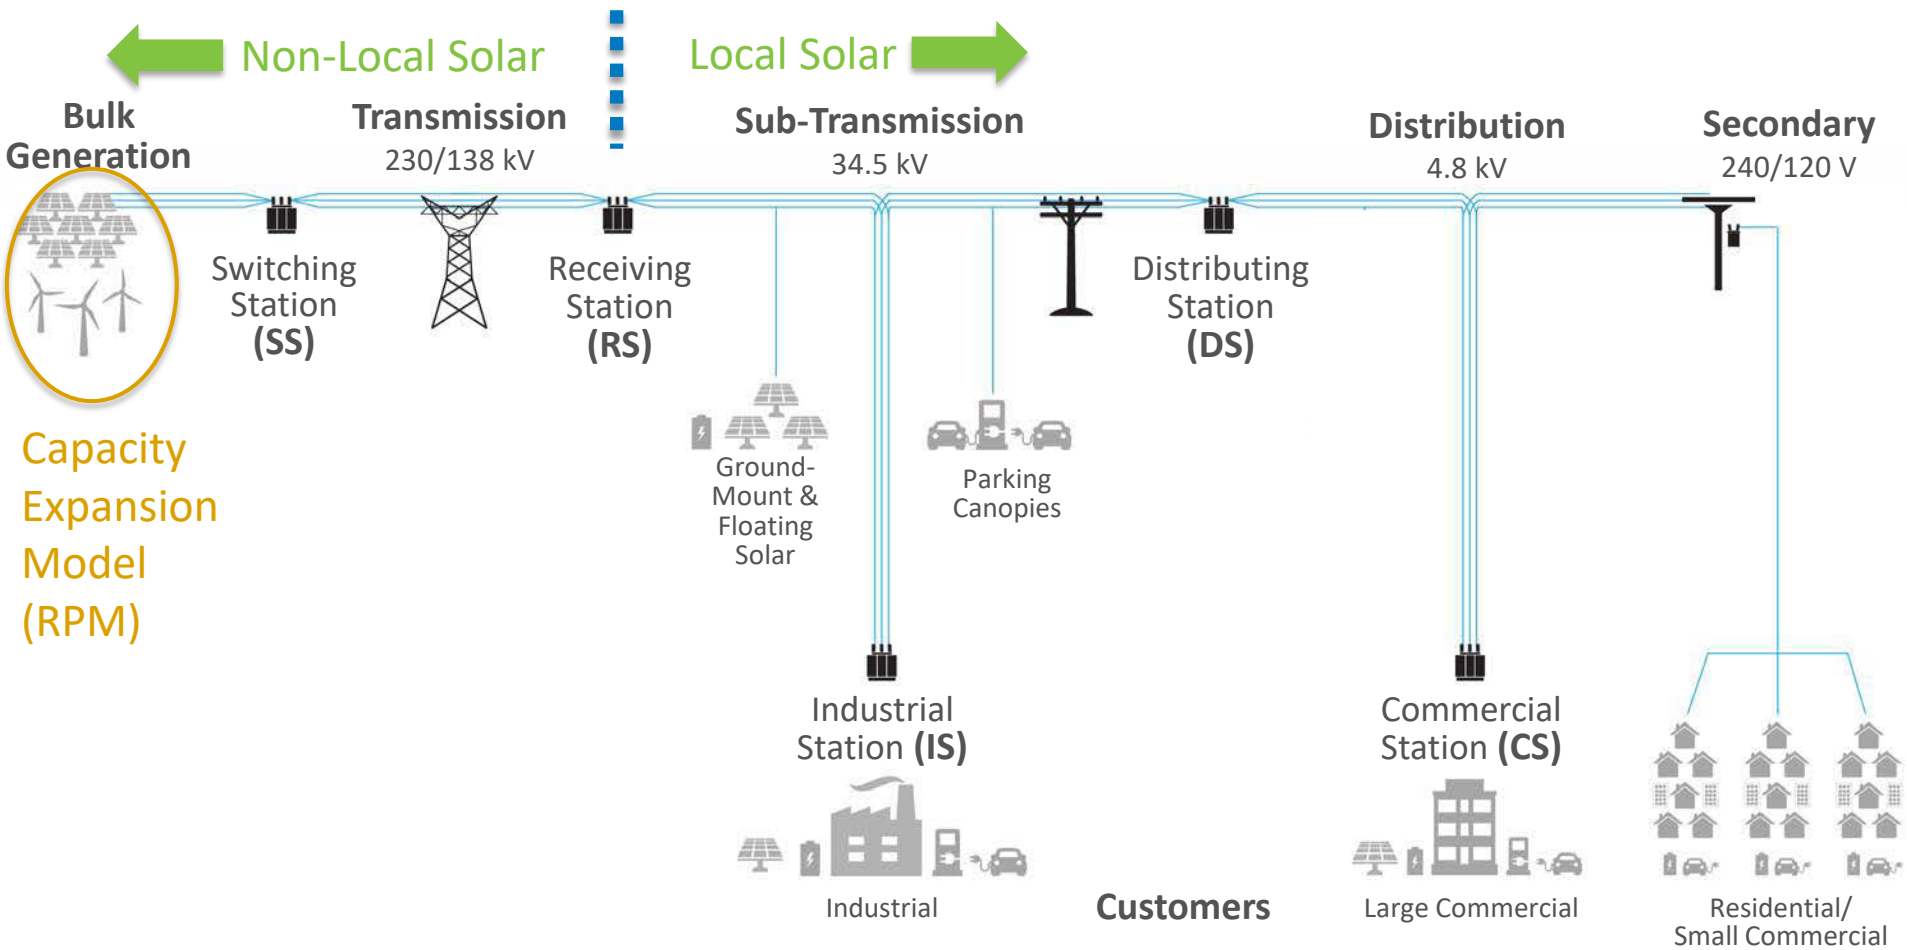 Non-Local Solar
Local Solar
Bulk
Generation
Transmission
230/138 kV
Sub-Transmission
34.5 kV
Distribution
4.8 kV
Secondary
240/120 V
Switching
Station
(SS)
Receiving
Station
(RS)
Distributing
Station
(DS)
Capacity
Expansion
Model
(RPM)
Ground-
Mount &
Floating
Solar
Parking
Canopies
Industrial
Station (IS)
Commercial
Station (CS)
Industrial
Customers
Large Commercial
Residential/
Small Commercial